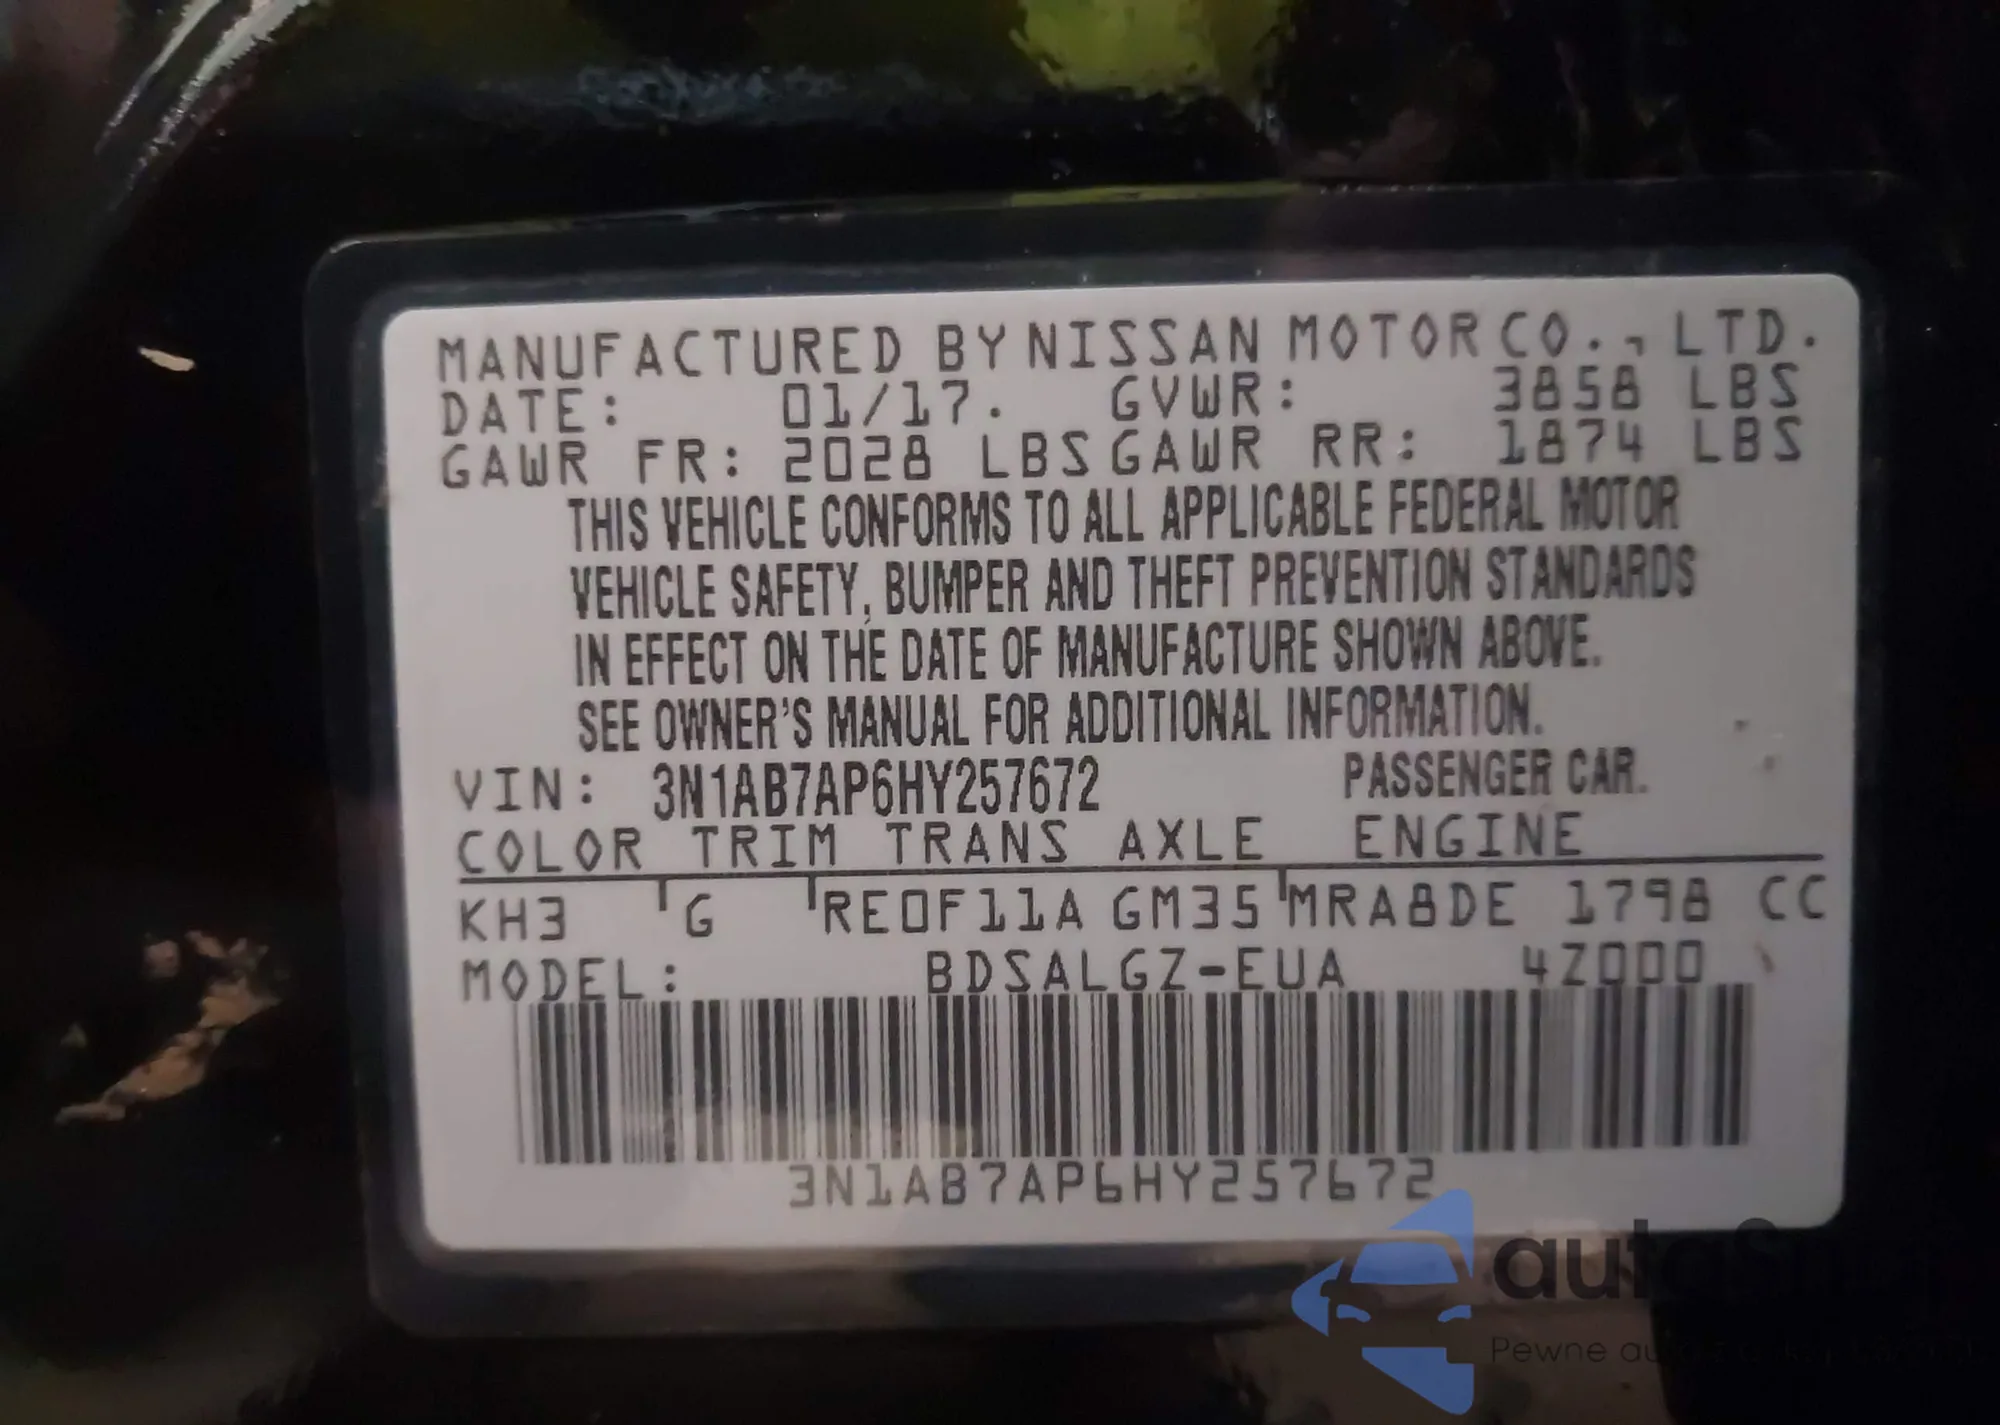 MANUFACTURED BY NISSAN MOTOR CO., LTD.
DATE: 01/17. GVWR: 3858 LBS
GAWR FR: 2028 LBS GAWR RR: 1874 LBS
THIS VEHICLE CONFORMS TO ALL APPLICABLE FEDERAL MOTOR
VEHICLE SAFETY, BUMPER AND THEFT PREVENTION STANDARDS
IN EFFECT ON THE DATE OF MANUFACTURE SHOWN ABOVE.
SEE OWNER'S MANUAL FOR ADDITIONAL INFORMATION.
VIN: 3N1AB7AP6HY257672 PASSENGER CAR.
COLOR TRIM TRANS AXLE ENGINE
KH3 G RE0F11A GM35 MRA8DE 1798 CC
MODEL: BDSALGZ-EUA 4Z000
3N1AB7AP6HY257672
Pewne